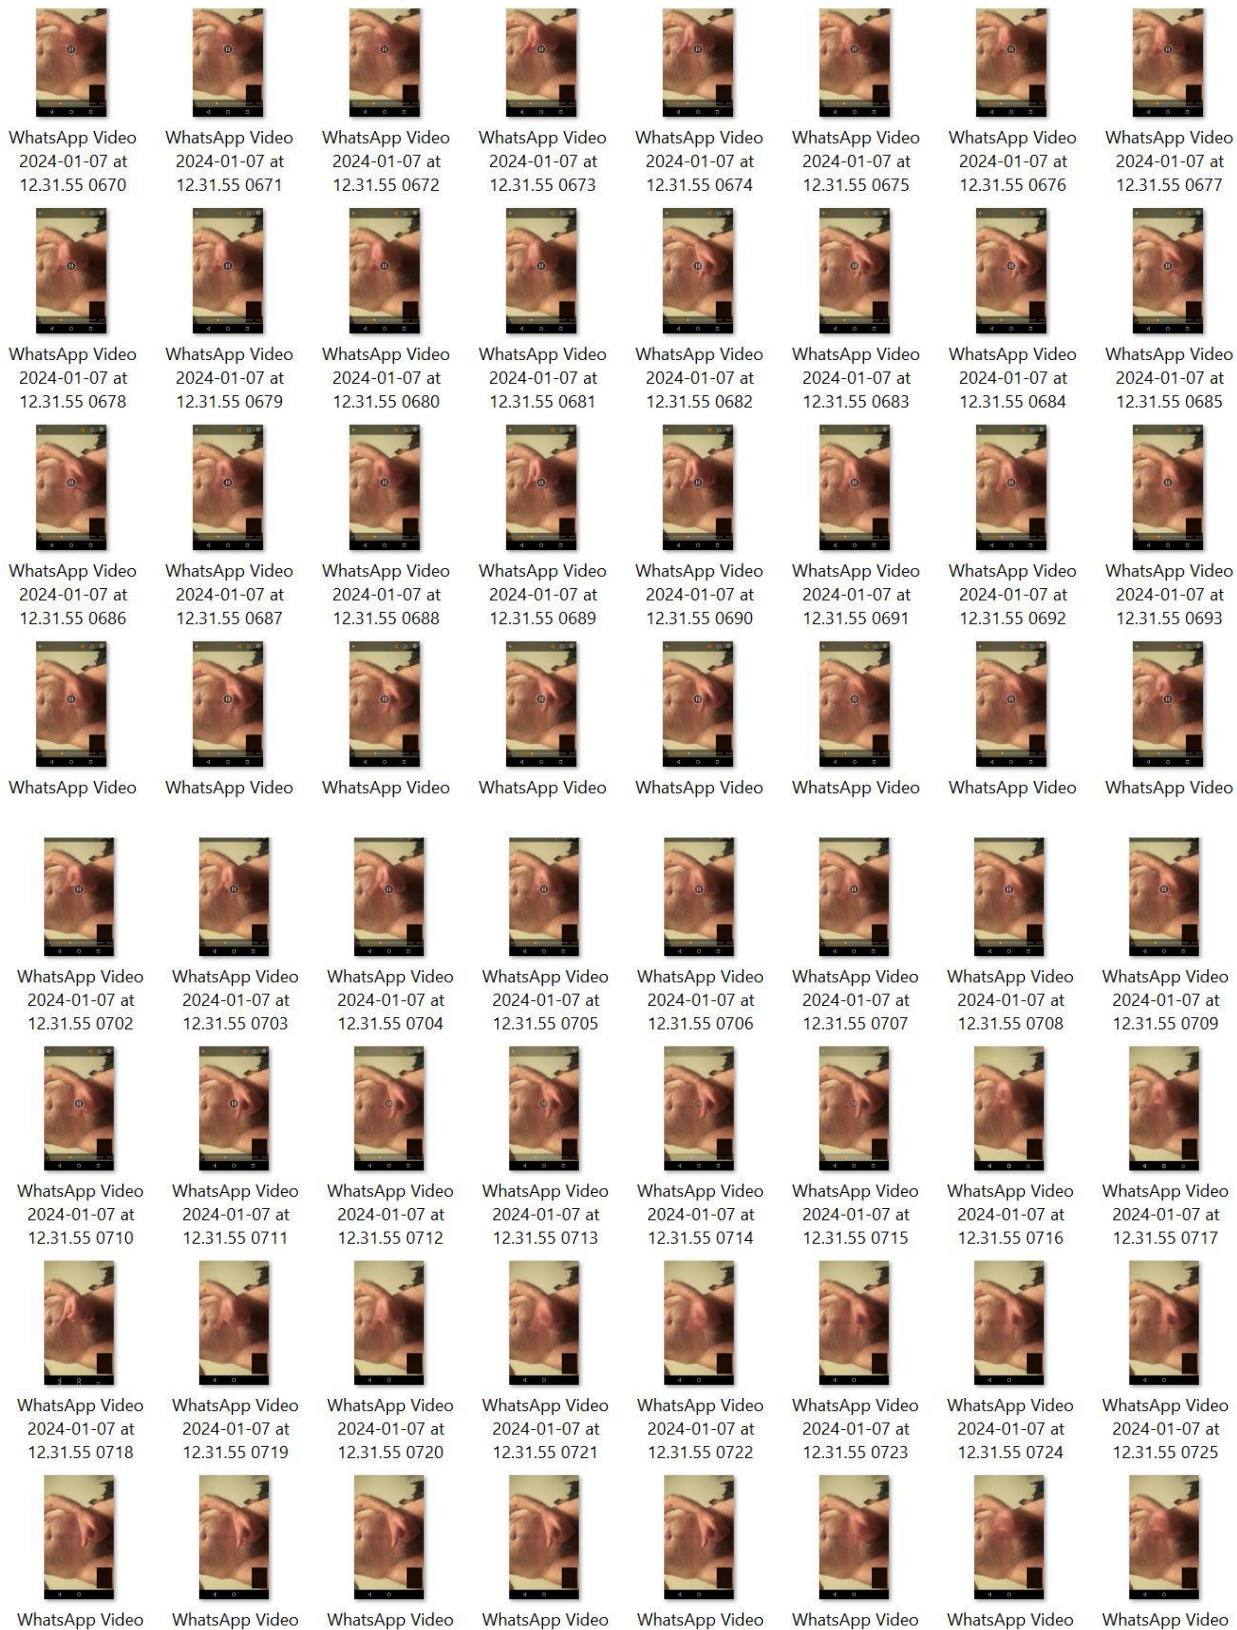 WhatsApp Video WhatsApp Video WhatsApp Video WhatsApp Video WhatsApp Video WhatsApp Video WhatsApp Video WhatsApp Video
2024-01-07 at 2024-01-07 at 2024-01-07 at 2024-01-07 at 2024-01-07 at 2024-01-07 at 2024-01-07 at 2024-01-07 at
12.31.55 0670 12.31.55 0671 12.31.55 0672 12.31.55 0673 12.31.55 0674 12.31.55 0675 12.31.55 0676 12.31.55 0677
WhatsApp Video WhatsApp Video WhatsApp Video WhatsApp Video WhatsApp Video WhatsApp Video WhatsApp Video WhatsApp Video
2024-01-07 at 2024-01-07 at 2024-01-07 at 2024-01-07 at 2024-01-07 at 2024-01-07 at 2024-01-07 at 2024-01-07 at
12.31.55 0678 12.31.55 0679 12.31.55 0680 12.31.55 0681 12.31.55 0682 12.31.55 0683 12.31.55 0684 12.31.55 0685
WhatsApp Video WhatsApp Video WhatsApp Video WhatsApp Video WhatsApp Video WhatsApp Video WhatsApp Video WhatsApp Video
2024-01-07 at 2024-01-07 at 2024-01-07 at 2024-01-07 at 2024-01-07 at 2024-01-07 at 2024-01-07 at 2024-01-07 at
12.31.55 0686 12.31.55 0687 12.31.55 0688 12.31.55 0689 12.31.55 0690 12.31.55 0691 12.31.55 0692 12.31.55 0693
WhatsApp Video WhatsApp Video WhatsApp Video WhatsApp Video WhatsApp Video WhatsApp Video WhatsApp Video WhatsApp Video
WhatsApp Video WhatsApp Video WhatsApp Video WhatsApp Video WhatsApp Video WhatsApp Video WhatsApp Video WhatsApp Video
2024-01-07 at 2024-01-07 at 2024-01-07 at 2024-01-07 at 2024-01-07 at 2024-01-07 at 2024-01-07 at 2024-01-07 at
12.31.55 0702 12.31.55 0703 12.31.55 0704 12.31.55 0705 12.31.55 0706 12.31.55 0707 12.31.55 0708 12.31.55 0709
WhatsApp Video WhatsApp Video WhatsApp Video WhatsApp Video WhatsApp Video WhatsApp Video WhatsApp Video WhatsApp Video
2024-01-07 at 2024-01-07 at 2024-01-07 at 2024-01-07 at 2024-01-07 at 2024-01-07 at 2024-01-07 at 2024-01-07 at
12.31.55 0710 12.31.55 0711 12.31.55 0712 12.31.55 0713 12.31.55 0714 12.31.55 0715 12.31.55 0716 12.31.55 0717
WhatsApp Video WhatsApp Video WhatsApp Video WhatsApp Video WhatsApp Video WhatsApp Video WhatsApp Video WhatsApp Video
2024-01-07 at 2024-01-07 at 2024-01-07 at 2024-01-07 at 2024-01-07 at 2024-01-07 at 2024-01-07 at 2024-01-07 at
12.31.55 0718 12.31.55 0719 12.31.55 0720 12.31.55 0721 12.31.55 0722 12.31.55 0723 12.31.55 0724 12.31.55 0725
WhatsApp Video WhatsApp Video WhatsApp Video WhatsApp Video WhatsApp Video WhatsApp Video WhatsApp Video WhatsApp Video